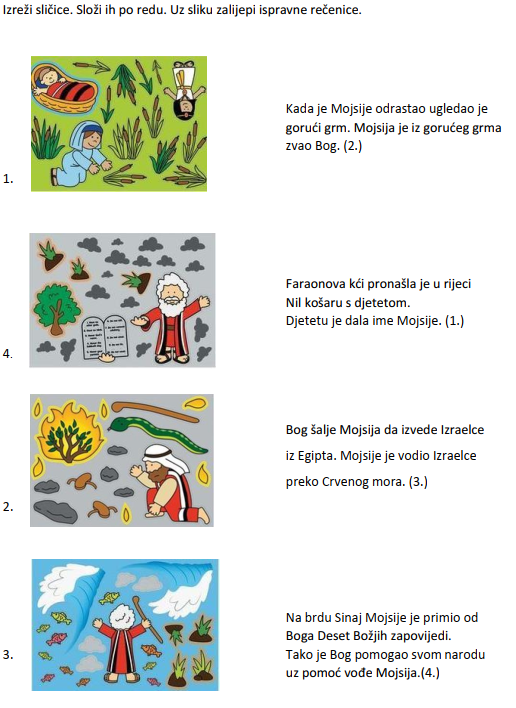 Izreži sličice. Složi ih po redu. Uz sliku zalijepi ispravne rečenice.
1.
Kada je Mojsije odrastao ugledao je
gorući grm. Mojsija je iz gorućeg grma
zvao Bog. (2.)
4.
Faraonova kći pronašla je u rijeci
Nil košaru s djetetom.
Djetetu je dala ime Mojsije. (1.)
2.
Bog šalje Mojsija da izvede Izraelce
iz Egipta. Mojsije je vodio Izraelce
preko Crvenog mora. (3.)
3.
Na brdu Sinaj Mojsije je primio od
Boga Deset Božjih zapovijedi.
Tako je Bog pomogao svom narodu
uz pomoć vođe Mojsija.(4.)